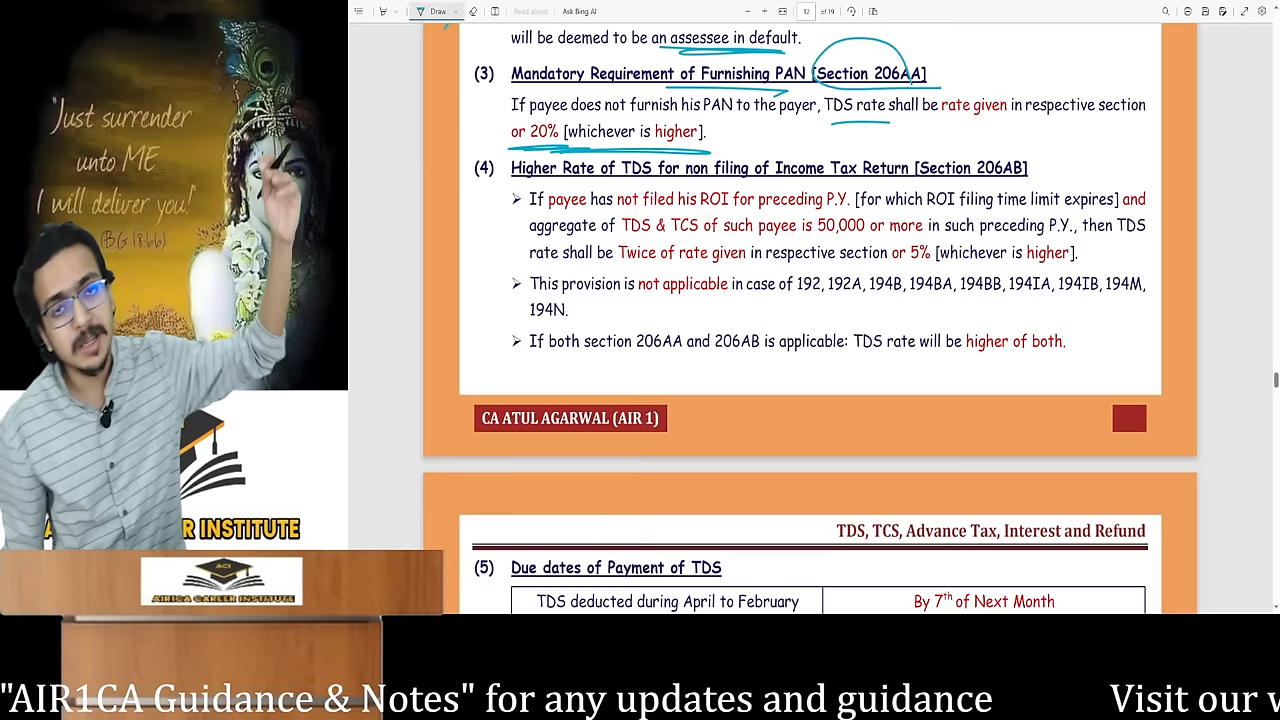 Draw
Read aloud
Ask Bing AI
12
of 19
will be deemed to be an assessee in default.
(3) Mandatory Requirement of Furnishing PAN [Section 206AA]
If payee does not furnish his PAN to the payer, TDS rate shall be rate given in respective section
or 20% [whichever is higher].
(4) Higher Rate of TDS for non filing of Income Tax Return [Section 206AB]
➢ If payee has not filed his ROI for preceding P.Y. [for which ROI filing time limit expires] and
aggregate of TDS & TCS of such payee is 50,000 or more in such preceding P.Y., then TDS
rate shall be Twice of rate given in respective section or 5% [whichever is higher].
➢ This provision is not applicable in case of 192, 192A, 194B, 194BA, 194BB, 194IA, 194IB, 194M,
194N.
➢ If both section 206AA and 206AB is applicable: TDS rate will be higher of both.
CA ATUL AGARWAL (AIR 1)
TDS, TCS, Advance Tax, Interest and Refund
(5) Due dates of Payment of TDS
TDS deducted during April to February
By 7th of Next Month
"Just surrender
unto ME
I will deliver you!"
(BG 18:66)
R INSTITUTE
ACI
AIR1CA CAREER INSTITUTE
"AIR1CA Guidance & Notes" for any updates and guidance
Visit our